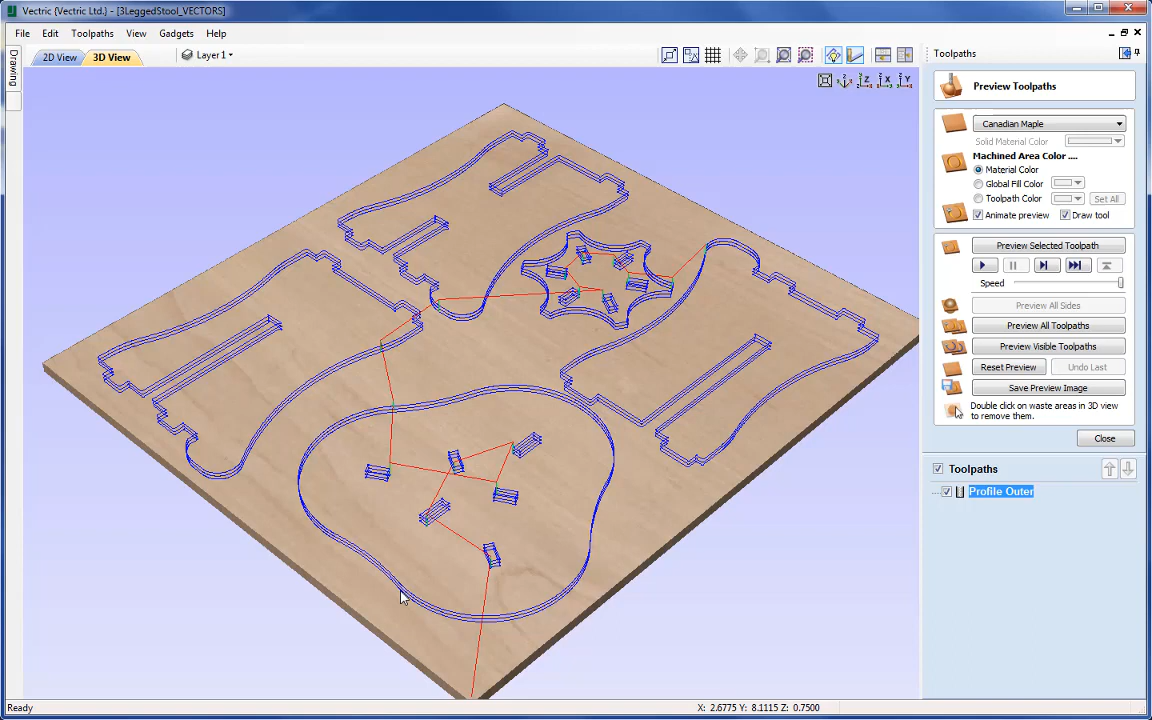 Vectric {Vectric Ltd.} - [3LeggedStool_VECTORS]
File Edit Toolpaths View Gadgets Help
Drawing
2D View 3D View Layer 1
Z X Y
Toolpaths
Preview Toolpaths
Canadian Maple
Solid Material Color
Machined Area Color ....
Material Color
Global Fill Color
Toolpath Color Set All
Animate preview Draw tool
Preview Selected Toolpath
Speed
Preview All Sides
Preview All Toolpaths
Preview Visible Toolpaths
Reset Preview Undo Last
Save Preview Image
Double click on waste areas in 3D view
to remove them.
Close
Toolpaths
Profile Outer
Ready X: 2.6775 Y: 8.1115 Z: 0.7500